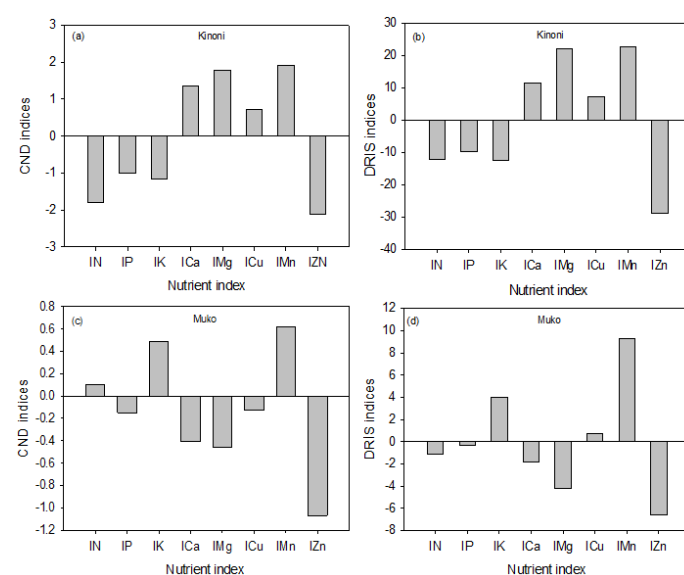 (a) Kinoni
CND indices
3
2
1
0
-1
-2
-3
IN IP IK ICa IMg ICu IMn IZN
Nutrient index
(b) Kinoni
DRIS indices
30
20
10
0
-10
-20
-30
-40
IN IP IK ICa IMg ICu IMn IZn
Nutrient index
(c) Muko
CND indices
0.8
0.6
0.4
0.2
0.0
-0.2
-0.4
-0.6
-0.8
-1.0
-1.2
IN IP IK ICa IMg ICu IMn IZn
Nutrient index
(d) Muko
DRIS indices
12
10
8
6
4
2
0
-2
-4
-6
-8
IN IP IK ICa IMg ICu IMn IZn
Nutrient index